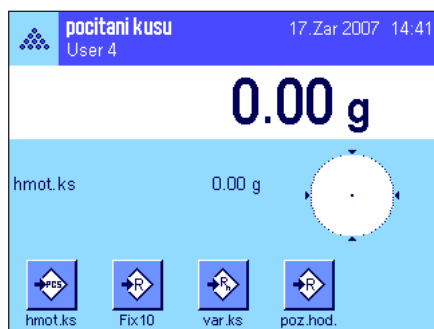 pocitani kusu 17.Zar 2007 14:41
User 4
0.00 g
hmot.ks 0.00 g
PCS R Rn R
hmot.ks Fix10 var.ks poz.hod.